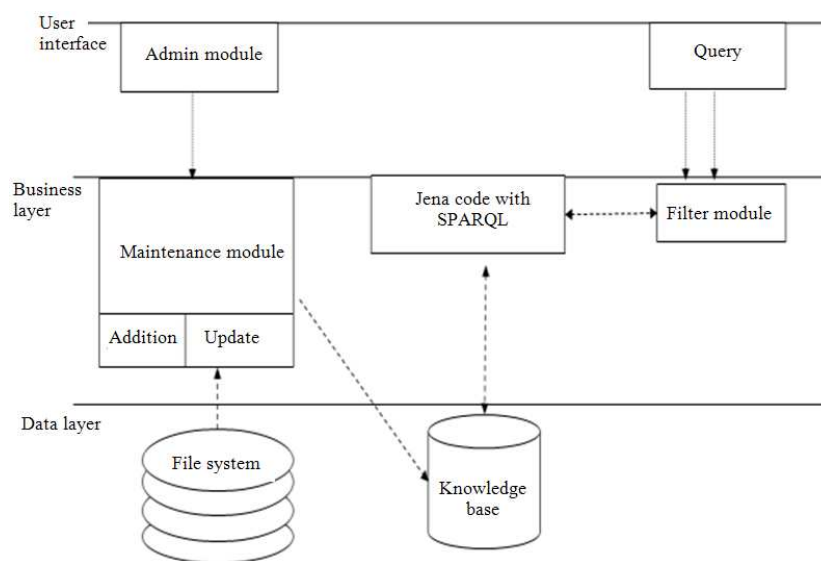 User
interface
Admin module
Query
Business
layer
Maintenance module
Jena code with
SPARQL
Filter module
Addition
Update
Data layer
File system
Knowledge
base